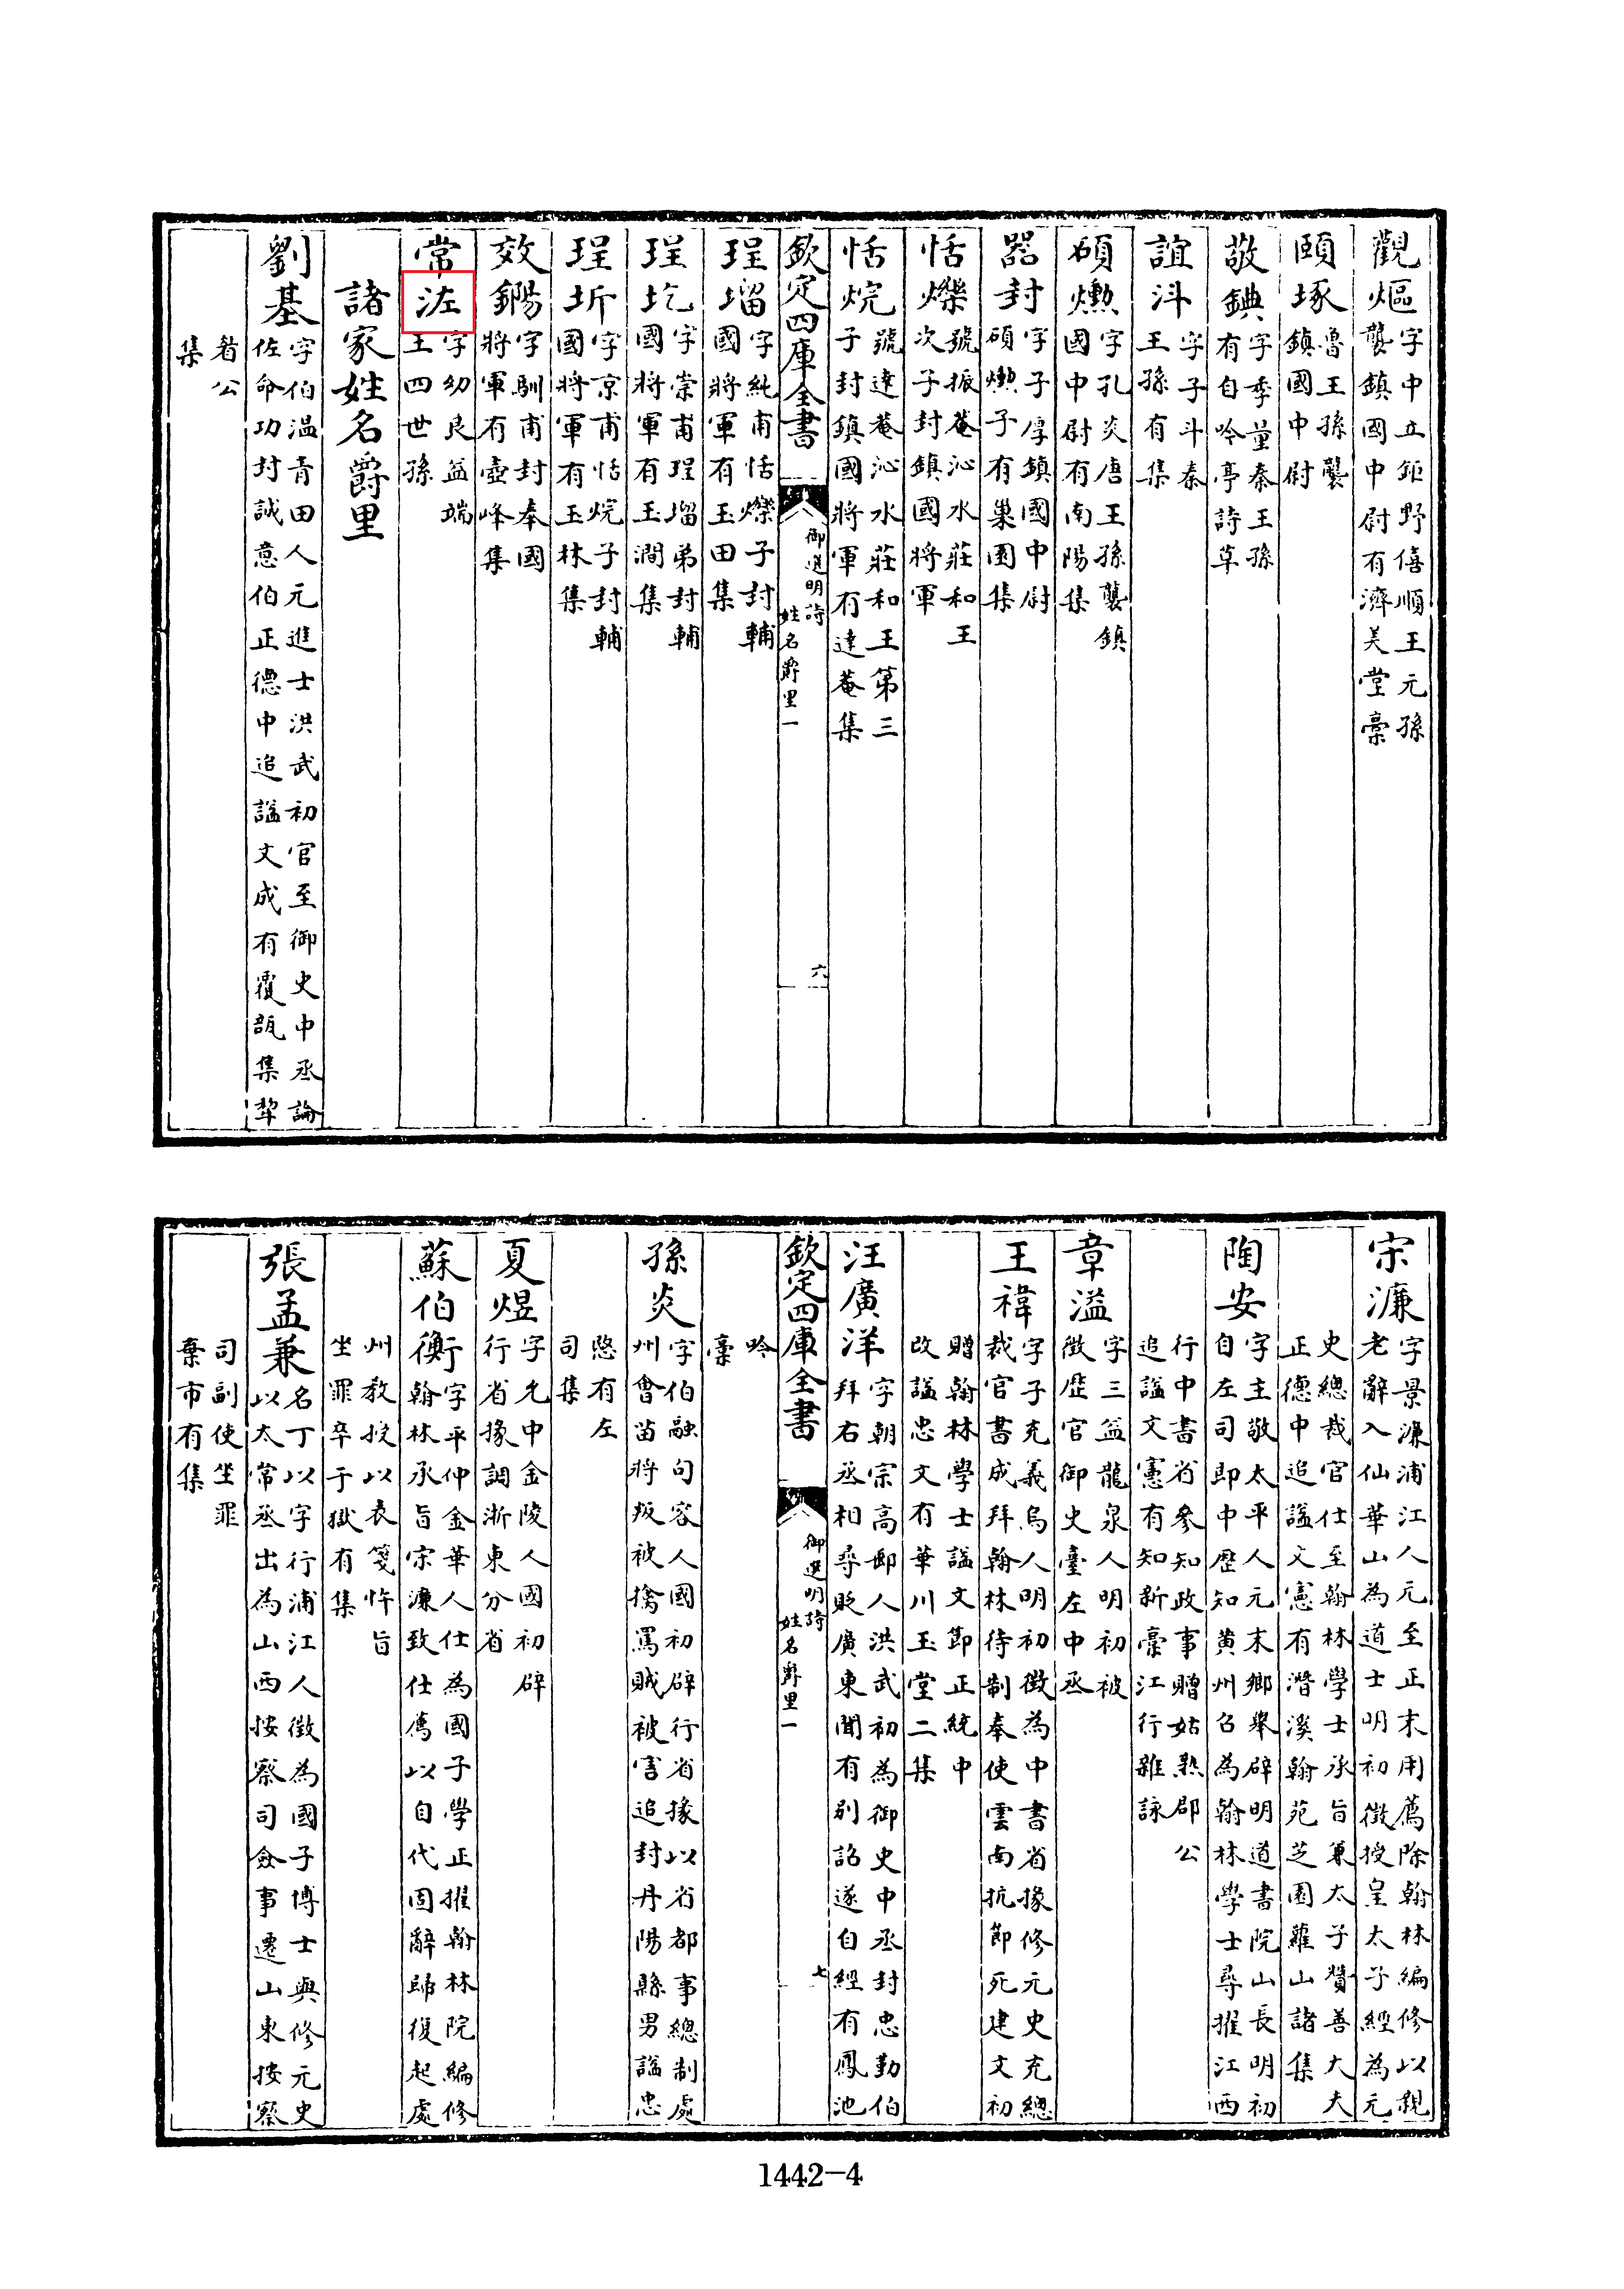 觀熰
字中立鉅野僖順王元孫
襲鎮國中尉有濟美堂稾
頤㙇
魯王孫襲
鎮國中尉
敬錪
字季量秦王孫
有自吟亭詩草
誼㳆
字子斗秦
王孫有集
碩爋
字孔炎唐王孫襲鎮
國中尉有南陽集
器封
字子厚鎮國中尉
碩爋子有巢園集
恬爍
號振菴沁水莊和王
次子封鎮國將軍
恬烷
號達菴沁水莊和王第三
子封鎮國將軍有達菴集
欽定四庫全書
御選明詩
姓名爵里一
六
珵塯
字純甫恬爍子封輔
國將軍有玉田集
珵圪
字崇甫珵塯弟封輔
國將軍有玉澗集
珵圻
字京甫恬烷子封輔
國將軍有玉林集
效鍚
字馴甫封奉國
將軍有壺峰集
常
字幼良益端
王四世孫
諸家姓名爵里
劉基
字伯温青田人元進士洪武初官至御史中丞論
佐命功封誠意伯正德中追諡文成有覆瓿集犂
眉公
集
宋濂
字景濂浦江人元至正末用薦除翰林編修以親
老辭入仙華山為道士明初徵授皇太子經為元
史總裁官仕至翰林學士承旨兼太子贊善大夫
正德中追諡文憲有潛溪翰苑芝園蘿山諸集
陶安
字主敬太平人元末鄉舉辟明道書院山長明初
自左司郎中歷知黄州召為翰林學士尋擢江西
行中書省參知政事贈姑熟郡公
追諡文憲有知新稾江行雜詠
章溢
字三益龍泉人明初被
徵歷官御史臺左中丞
王禕
字子充義烏人明初徵為中書省掾修元史充總
裁官書成拜翰林待制奉使雲南抗節死建文初
贈翰林學士諡文節正統中
改諡忠文有華川玉堂二集
汪廣洋
字朝宗高郵人洪武初為御史中丞封忠勤伯
拜右丞相尋貶廣東聞有別詔遂自經有鳳池
欽定四庫全書
御選明詩
姓名爵里一
七
吟
稾
孫炎
字伯融句容人國初辟行省掾以省都事總制處
州會苗將叛被擒罵賊被害追封丹陽縣男諡忠
愍有左
司集
夏煜
字允中金陵人國初辟
行省掾調浙東分省
蘇伯衡
字平仲金華人仕為國子學正擢翰林院編修
翰林承旨宋濂致仕薦以自代固辭歸復起處
州教授以表箋忤旨
坐罪卒于獄有集
張孟兼
名丁以字行浦江人徵為國子博士與修元史
以太常丞出為山西按察司僉事遷山東按察
司副使坐罪
棄市有集
1442-4